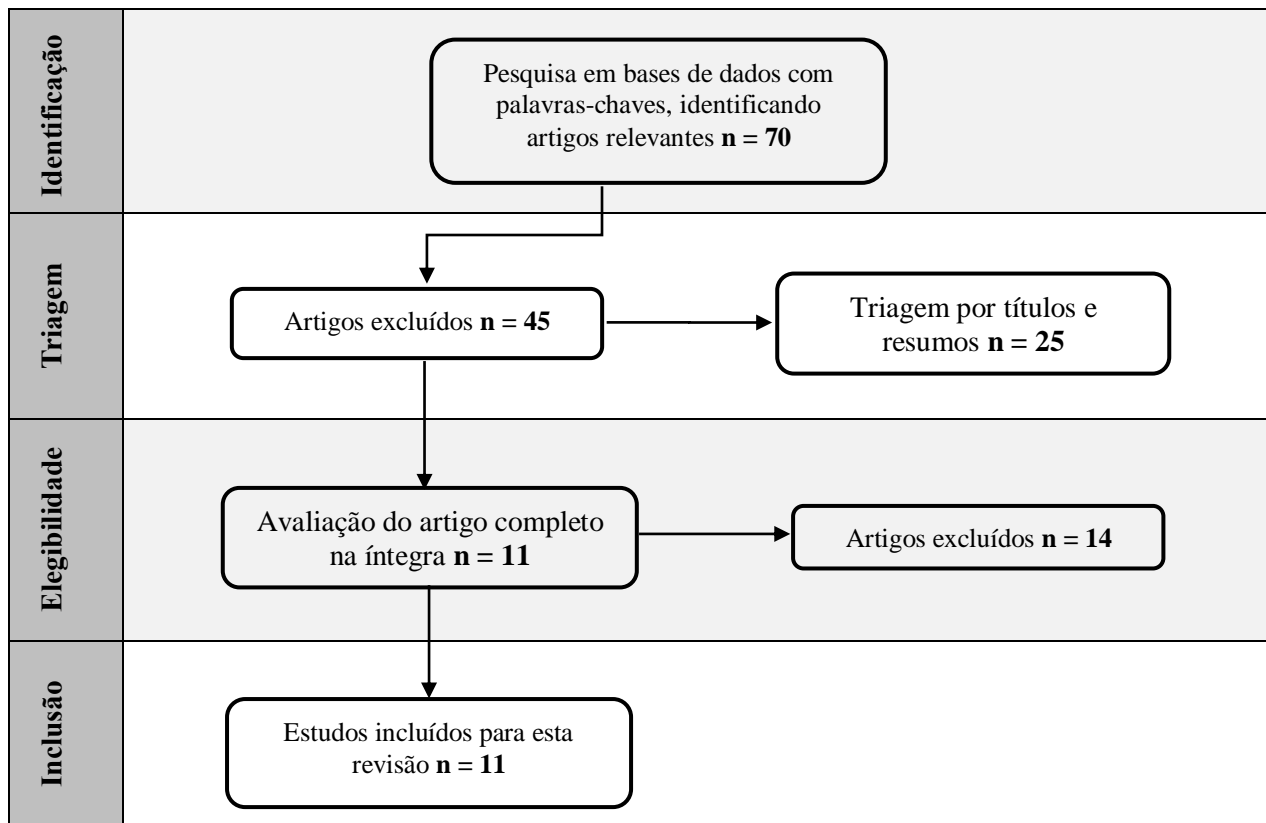 Identificação
Pesquisa em bases de dados com
palavras-chaves, identificando
artigos relevantes n = 70
Triagem
Artigos excluídos n = 45
Triagem por títulos e
resumos n = 25
Elegibilidade
Avaliação do artigo completo
na íntegra n = 11
Artigos excluídos n = 14
Inclusão
Estudos incluídos para esta
revisão n = 11